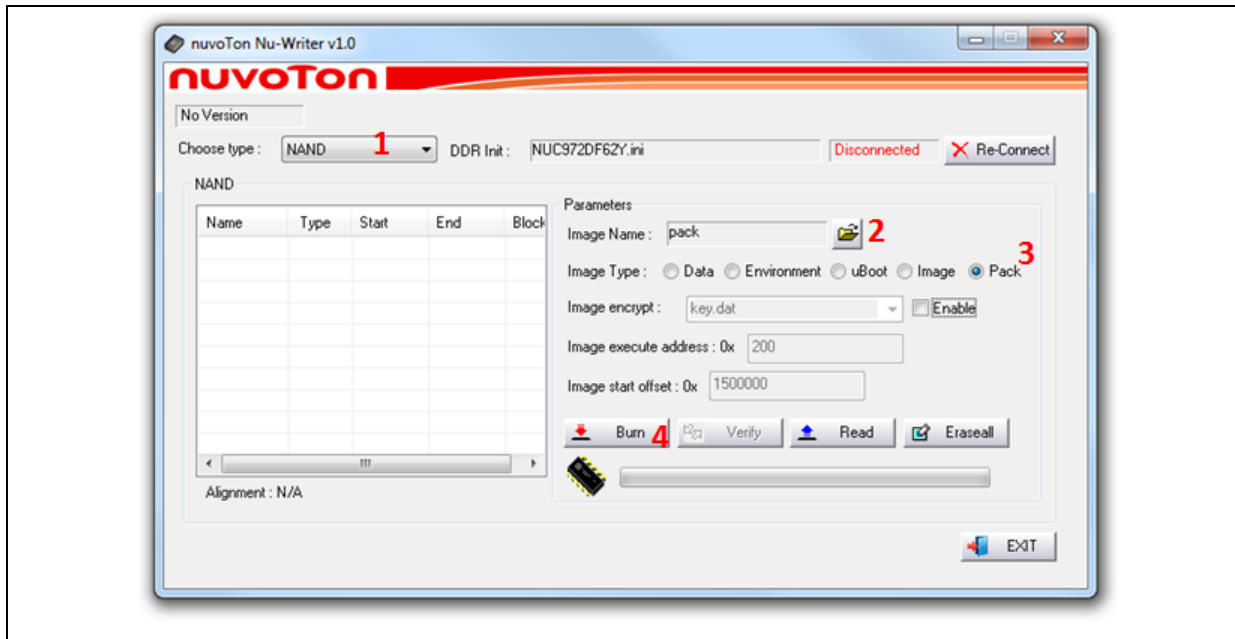 nuvoTon Nu-Writer v1.0
nuvoTon
No Version
Choose type : NAND 1 DDR Init : NUC972DF62Y.ini Disconnected Re-Connect
NAND
Name Type Start End Block
Parameters
Image Name : pack 2
3
Image Type : Data Environment uBoot Image Pack
Image encrypt : key.dat Enable
Image execute address : 0x 200
Image start offset : 0x 1500000
Burn 4 Verify Read Eraseall
Alignment : N/A
EXIT